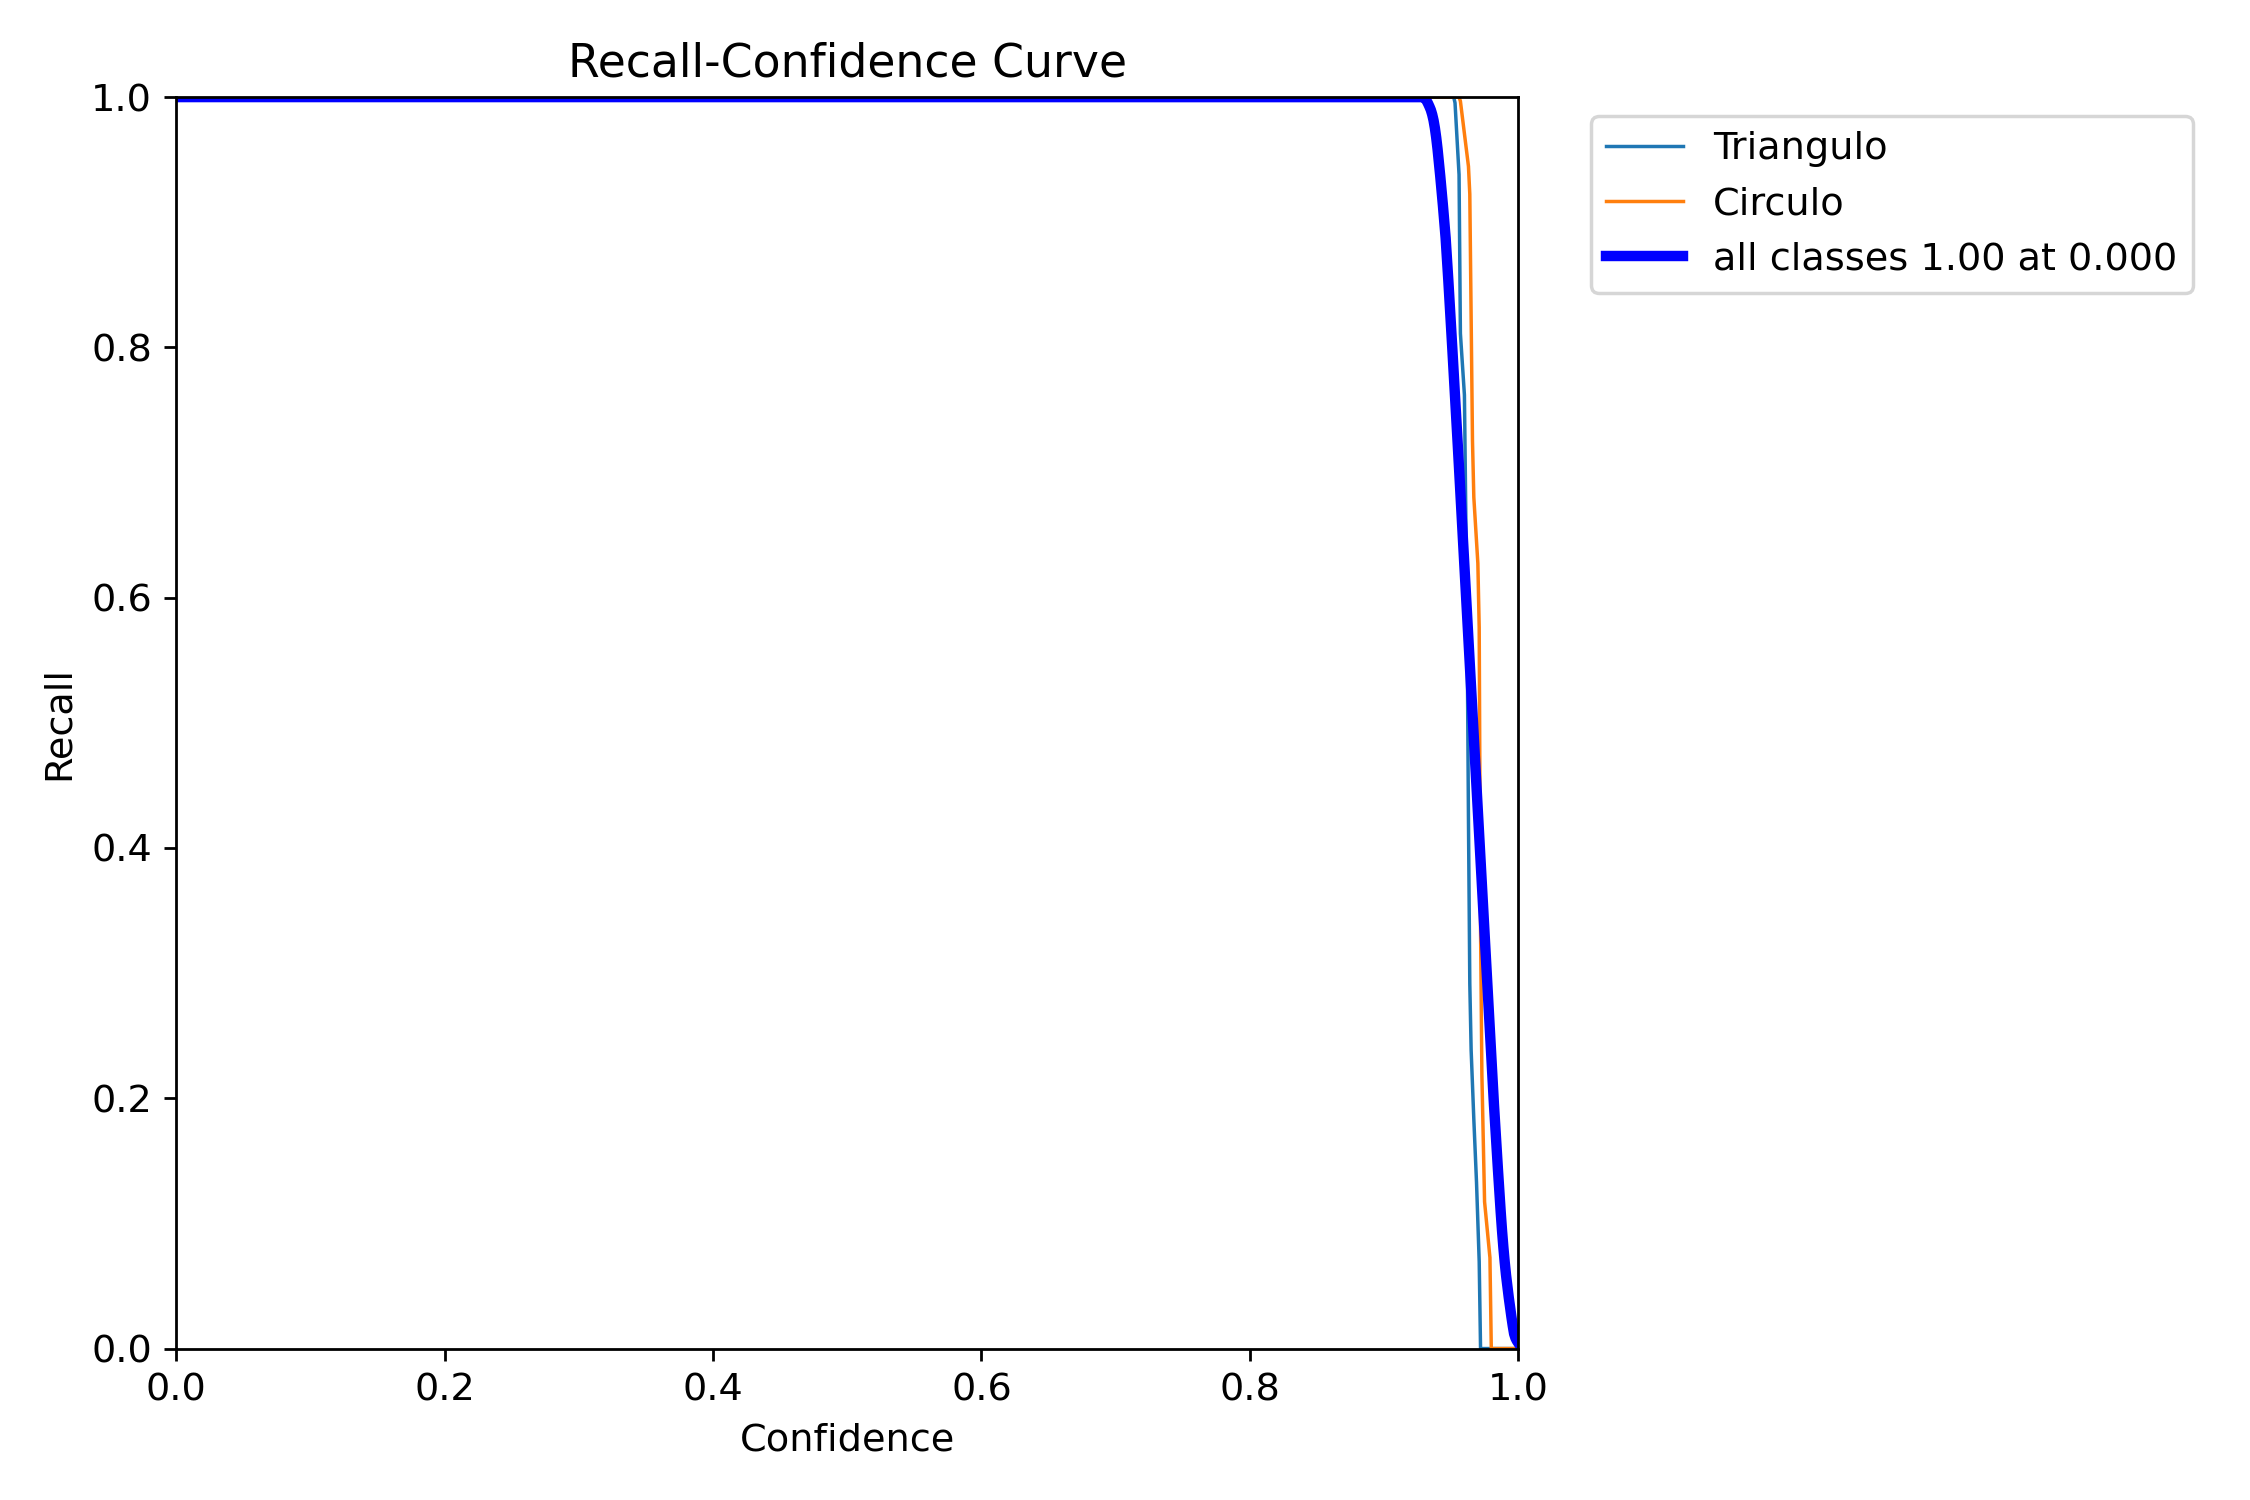 Recall-Confidence Curve
1.0
0.8
0.6
0.4
0.2
0.0
Recall
0.0 0.2 0.4 0.6 0.8 1.0
Confidence
Triangulo
Circulo
all classes 1.00 at 0.000